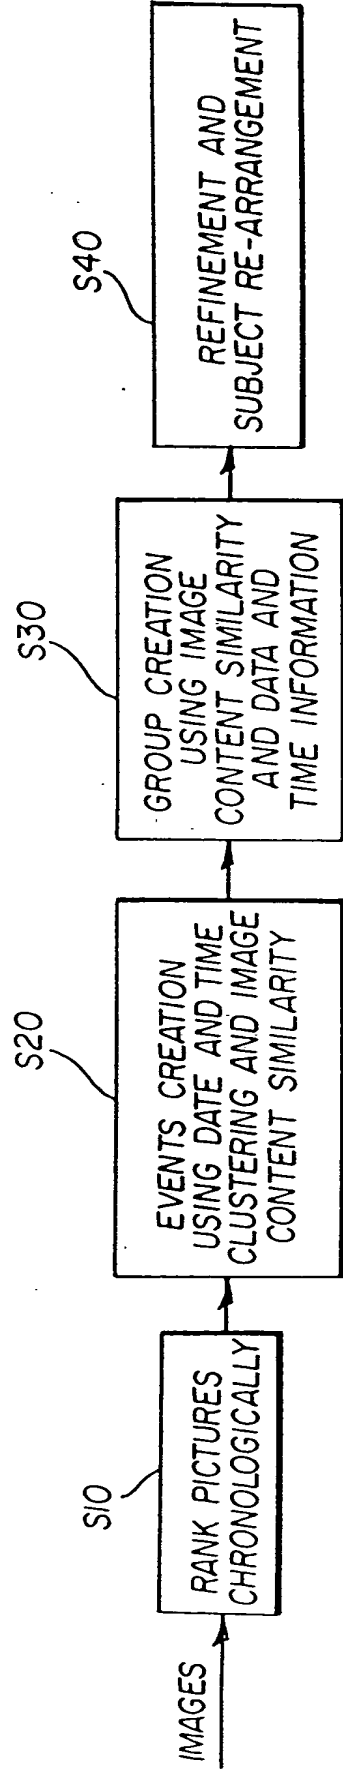 IMAGES
S10
RANK PICTURES
CHRONOLOGICALLY
S20
EVENTS CREATION
USING DATE AND TIME
CLUSTERING AND IMAGE
CONTENT SIMILARITY
S30
GROUP CREATION
USING IMAGE
CONTENT SIMILARITY
AND DATA AND
TIME INFORMATION
S40
REFINEMENT AND
SUBJECT RE-ARRANGEMENT